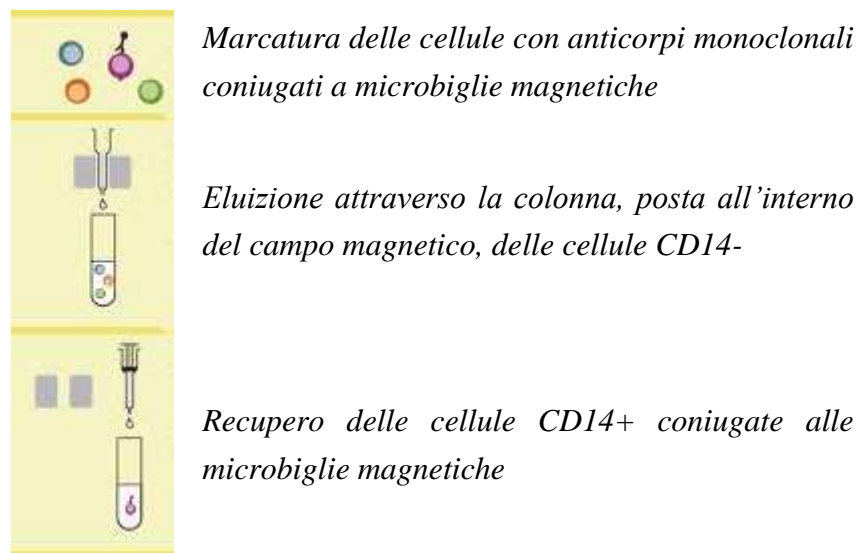 Marcatura delle cellule con anticorpi monoclonali
coniugati a microbiglie magnetiche
Eluizione attraverso la colonna, posta all’interno
del campo magnetico, delle cellule CD14-
Recupero delle cellule CD14+ coniugate alle
microbiglie magnetiche